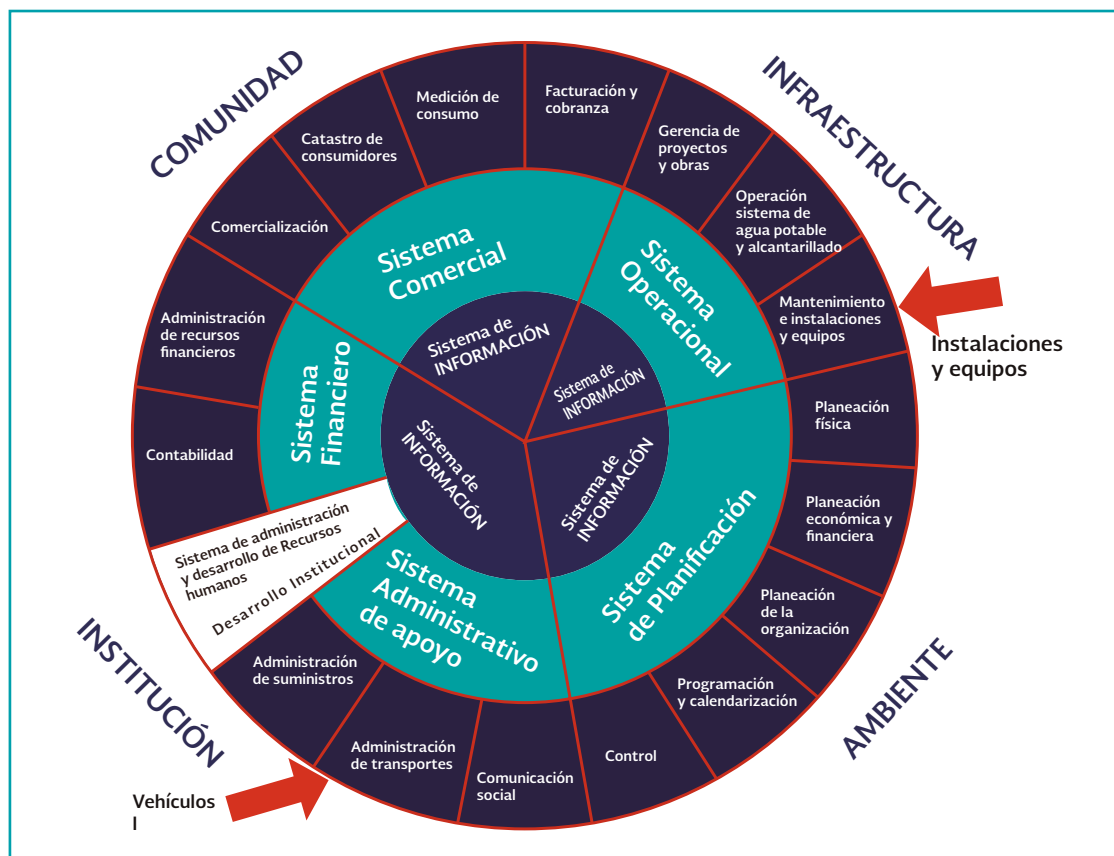 COMUNIDAD
INFRAESTRUCTURA
Medición de
consumo
Facturación y
cobranza
Catastro de
consumidores
Gerencia de
proyectos
y obras
Comercialización
Operación
sistema de
agua potable
y alcantarillado
Administración
de recursos
financieros
Mantenimiento
e instalaciones
y equipos
Instalaciones
y equipos
Contabilidad
Planeación
física
Planeación
económica y
financiera
Planeación
de la
organización
Programación
y calendarización
Control
Comunicación
social
Administración
de transportes
Administración
de suministros
Sistema de administración
y desarollo de Recursos
humanos
Desarrollo Institucional
Sistema
Comercial
Sistema
Operacional
Sistema
Financiero
Sistema
Administrativo
de apoyo
Sistema
de Planificación
Sistema de
INFORMACIÓN
Sistema de
INFORMACIÓN
Sistema de
INFORMACIÓN
Sistema de
INFORMACIÓN
INSTITUCIÓN
AMBIENTE
Vehículos
I